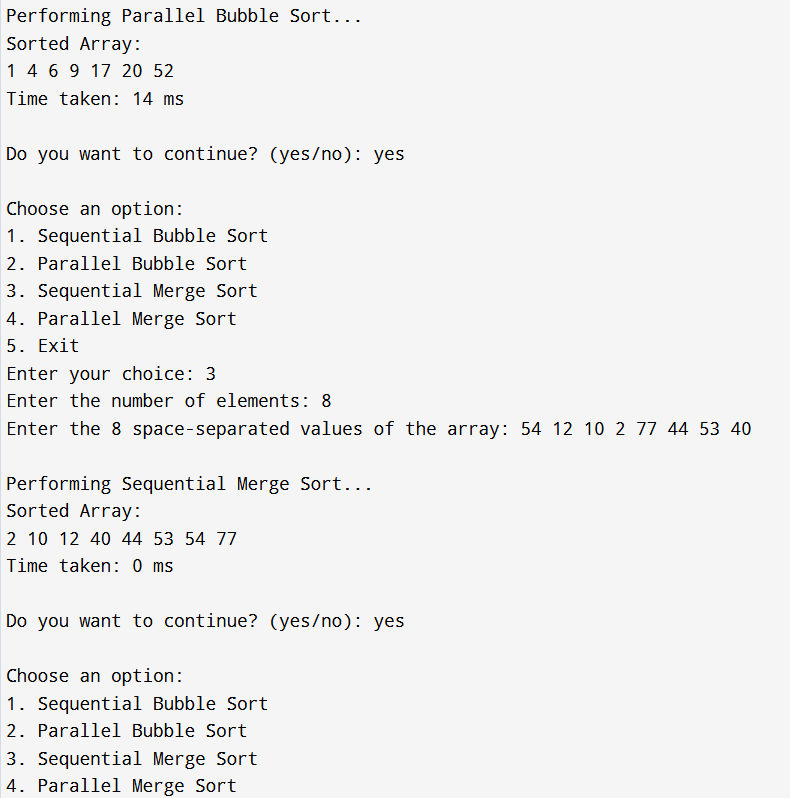 Performing Parallel Bubble Sort...
Sorted Array:
1 4 6 9 17 20 52
Time taken: 14 ms
Do you want to continue? (yes/no): yes
Choose an option:
1. Sequential Bubble Sort
2. Parallel Bubble Sort
3. Sequential Merge Sort
4. Parallel Merge Sort
5. Exit
Enter your choice: 3
Enter the number of elements: 8
Enter the 8 space-separated values of the array: 54 12 10 2 77 44 53 40
Performing Sequential Merge Sort...
Sorted Array:
2 10 12 40 44 53 54 77
Time taken: 0 ms
Do you want to continue? (yes/no): yes
Choose an option:
1. Sequential Bubble Sort
2. Parallel Bubble Sort
3. Sequential Merge Sort
4. Parallel Merge Sort